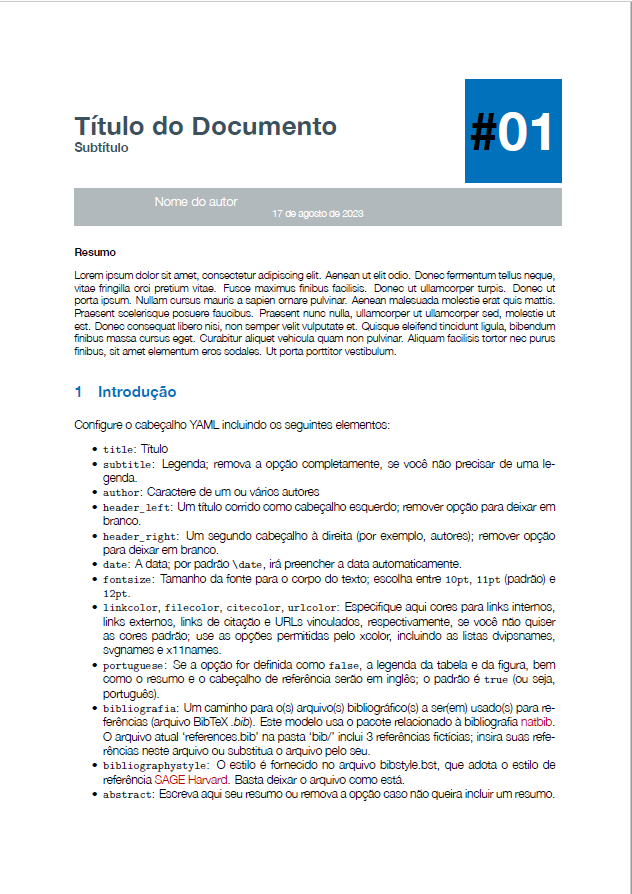 Título do Documento
Subtítulo
#01
Nome do autor
17 de agosto de 2023
Resumo
Lorem ipsum dolor sit amet, consectetur adipiscing elit. Aenean ut elit odio. Donec fermentum tellus neque,
vitae fringilla orci pretium vitae. Fusce maximus finibus facilisis. Donec ut ullamcorper turpis. Donec ut
porta ipsum. Nullam cursus mauris a sapien ornare pulvinar. Aenean malesuada molestie erat quis mattis.
Praesent scelerisque posuere faucibus. Praesent nunc nulla, ullamcorper ut ullamcorper sed, molestie ut
est. Donec consequat libero nisi, non semper velit vulputate et. Quisque eleifend tincidunt ligula, bibendum
finibus massa cursus eget. Curabitur aliquet vehicula quam non pulvinar. Aliquam facilisis tortor nec purus
finibus, sit amet elementum eros sodales. Ut porta porttitor vestibulum.
1 Introdução
Configure o cabeçalho YAML incluindo os seguintes elementos:
• title: Título
• subtitle: Legenda; remova a opção completamente, se você não precisar de uma le-
genda.
• author: Caractere de um ou vários autores
• header_left: Um título corrido como cabeçalho esquerdo; remover opção para deixar em
branco.
• header_right: Um segundo cabeçalho à direita (por exemplo, autores); remover opção
para deixar em branco.
• date: A data; por padrão \date, irá preencher a data automaticamente.
• fontsize: Tamanho da fonte para o corpo do texto; escolha entre 10pt, 11pt (padrão) e
12pt.
• linkcolor, filecolor, citecolor, urlcolor: Especifique aqui cores para links internos,
links externos, links de citação e URLs vinculados, respectivamente, se você não quiser
as cores padrão; use as opções permitidas pelo xcolor, incluindo as listas dvipsnames,
svgnames e x11names.
• portuguese: Se a opção for definida como false, a legenda da tabela e da figura, bem
como o resumo e o cabeçalho de referência serão em inglês; o padrão é true (ou seja,
português).
• bibliografia: Um caminho para o(s) arquivo(s) bibliográfico(s) a ser(em) usado(s) para re-
ferências (arquivo BibTeX .bib). Este modelo usa o pacote relacionado à bibliografia natbib.
O arquivo atual ‘references.bib’ na pasta ‘bib/’ inclui 3 referências fictícias; insira suas refe-
rências neste arquivo ou substitua o arquivo pelo seu.
• bibliographystyle: O estilo é fornecido no arquivo bibstyle.bst, que adota o estilo de
referência SAGE Harvard. Basta deixar o arquivo como está.
• abstract: Escreva aqui seu resumo ou remova a opção caso não queira incluir um resumo.